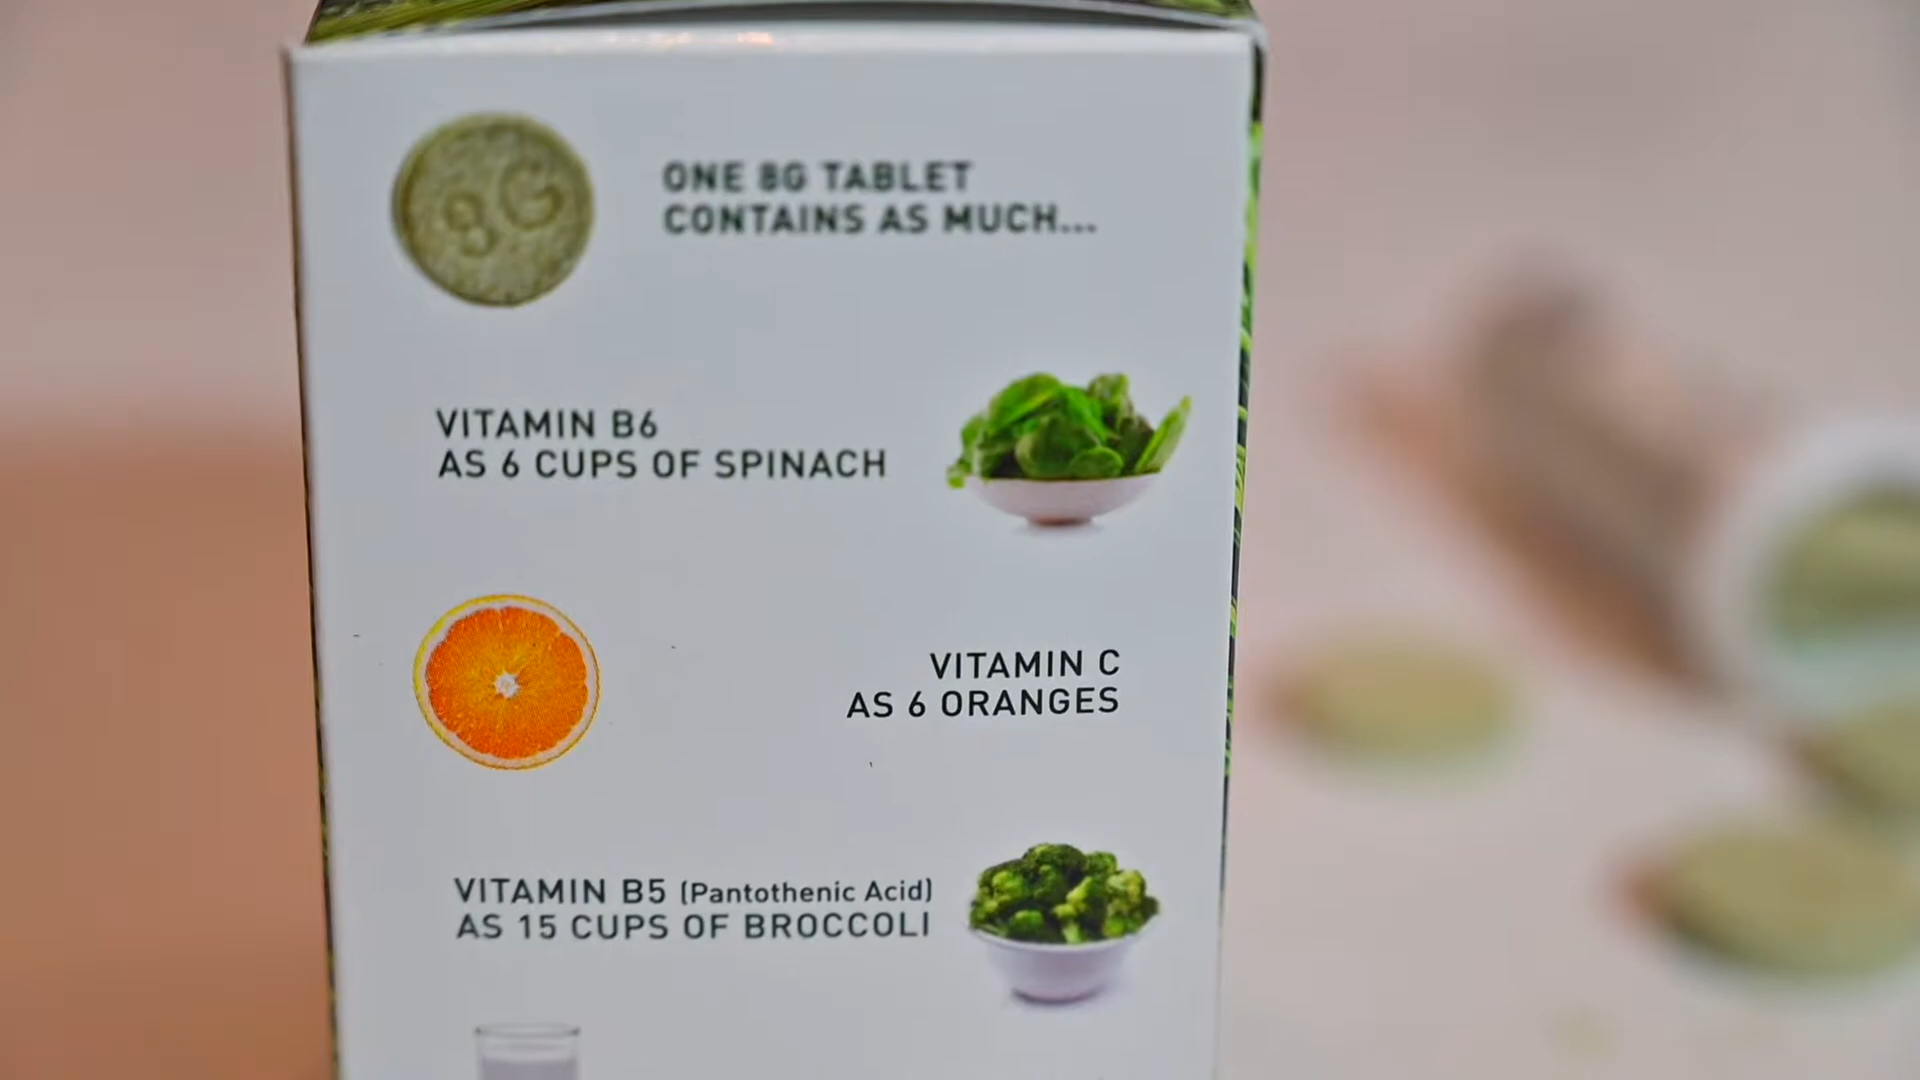 8G
ONE 8G TABLET
CONTAINS AS MUCH...
VITAMIN B6
AS 6 CUPS OF SPINACH
VITAMIN C
AS 6 ORANGES
VITAMIN B5 (Pantothenic Acid)
AS 15 CUPS OF BROCCOLI